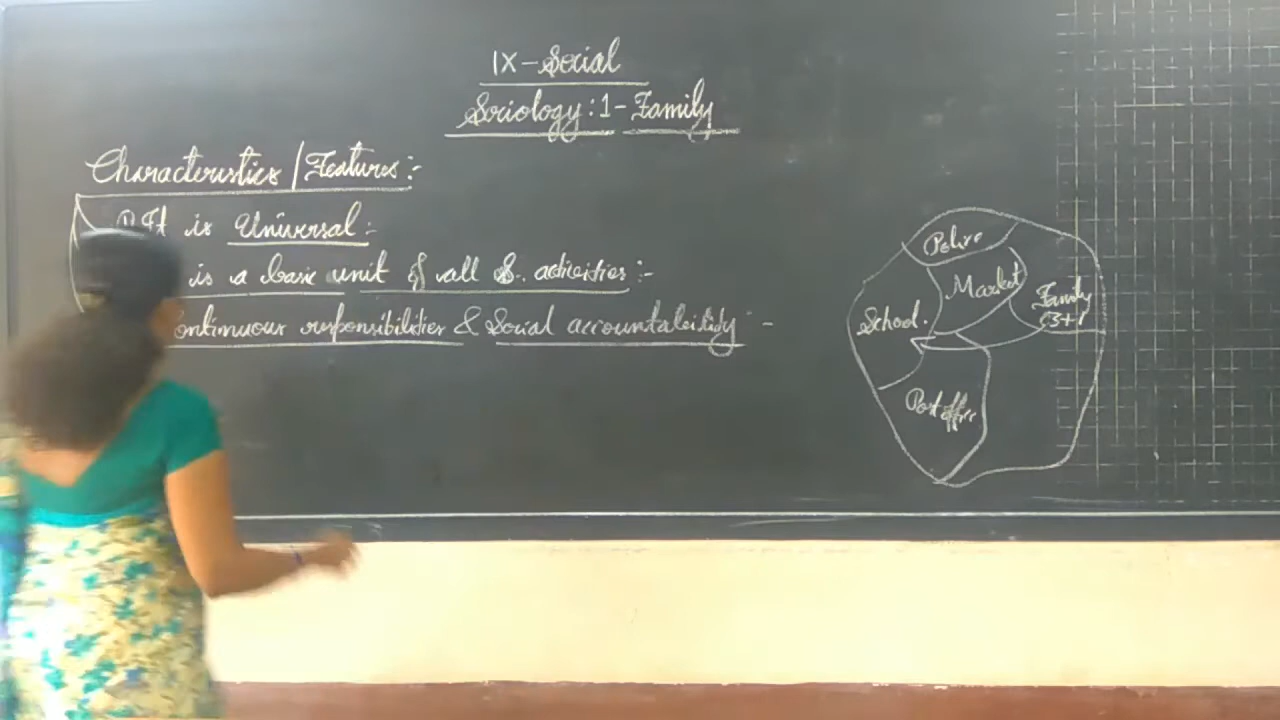 IX - Social
Sociology : 1 - Family
Characteristics / Features :-
1) It is Universal :-
is a basic unit of all S. activities :-
Continuous responsibilities & Social accountability :-
Police
Market
Family
School.
Post office